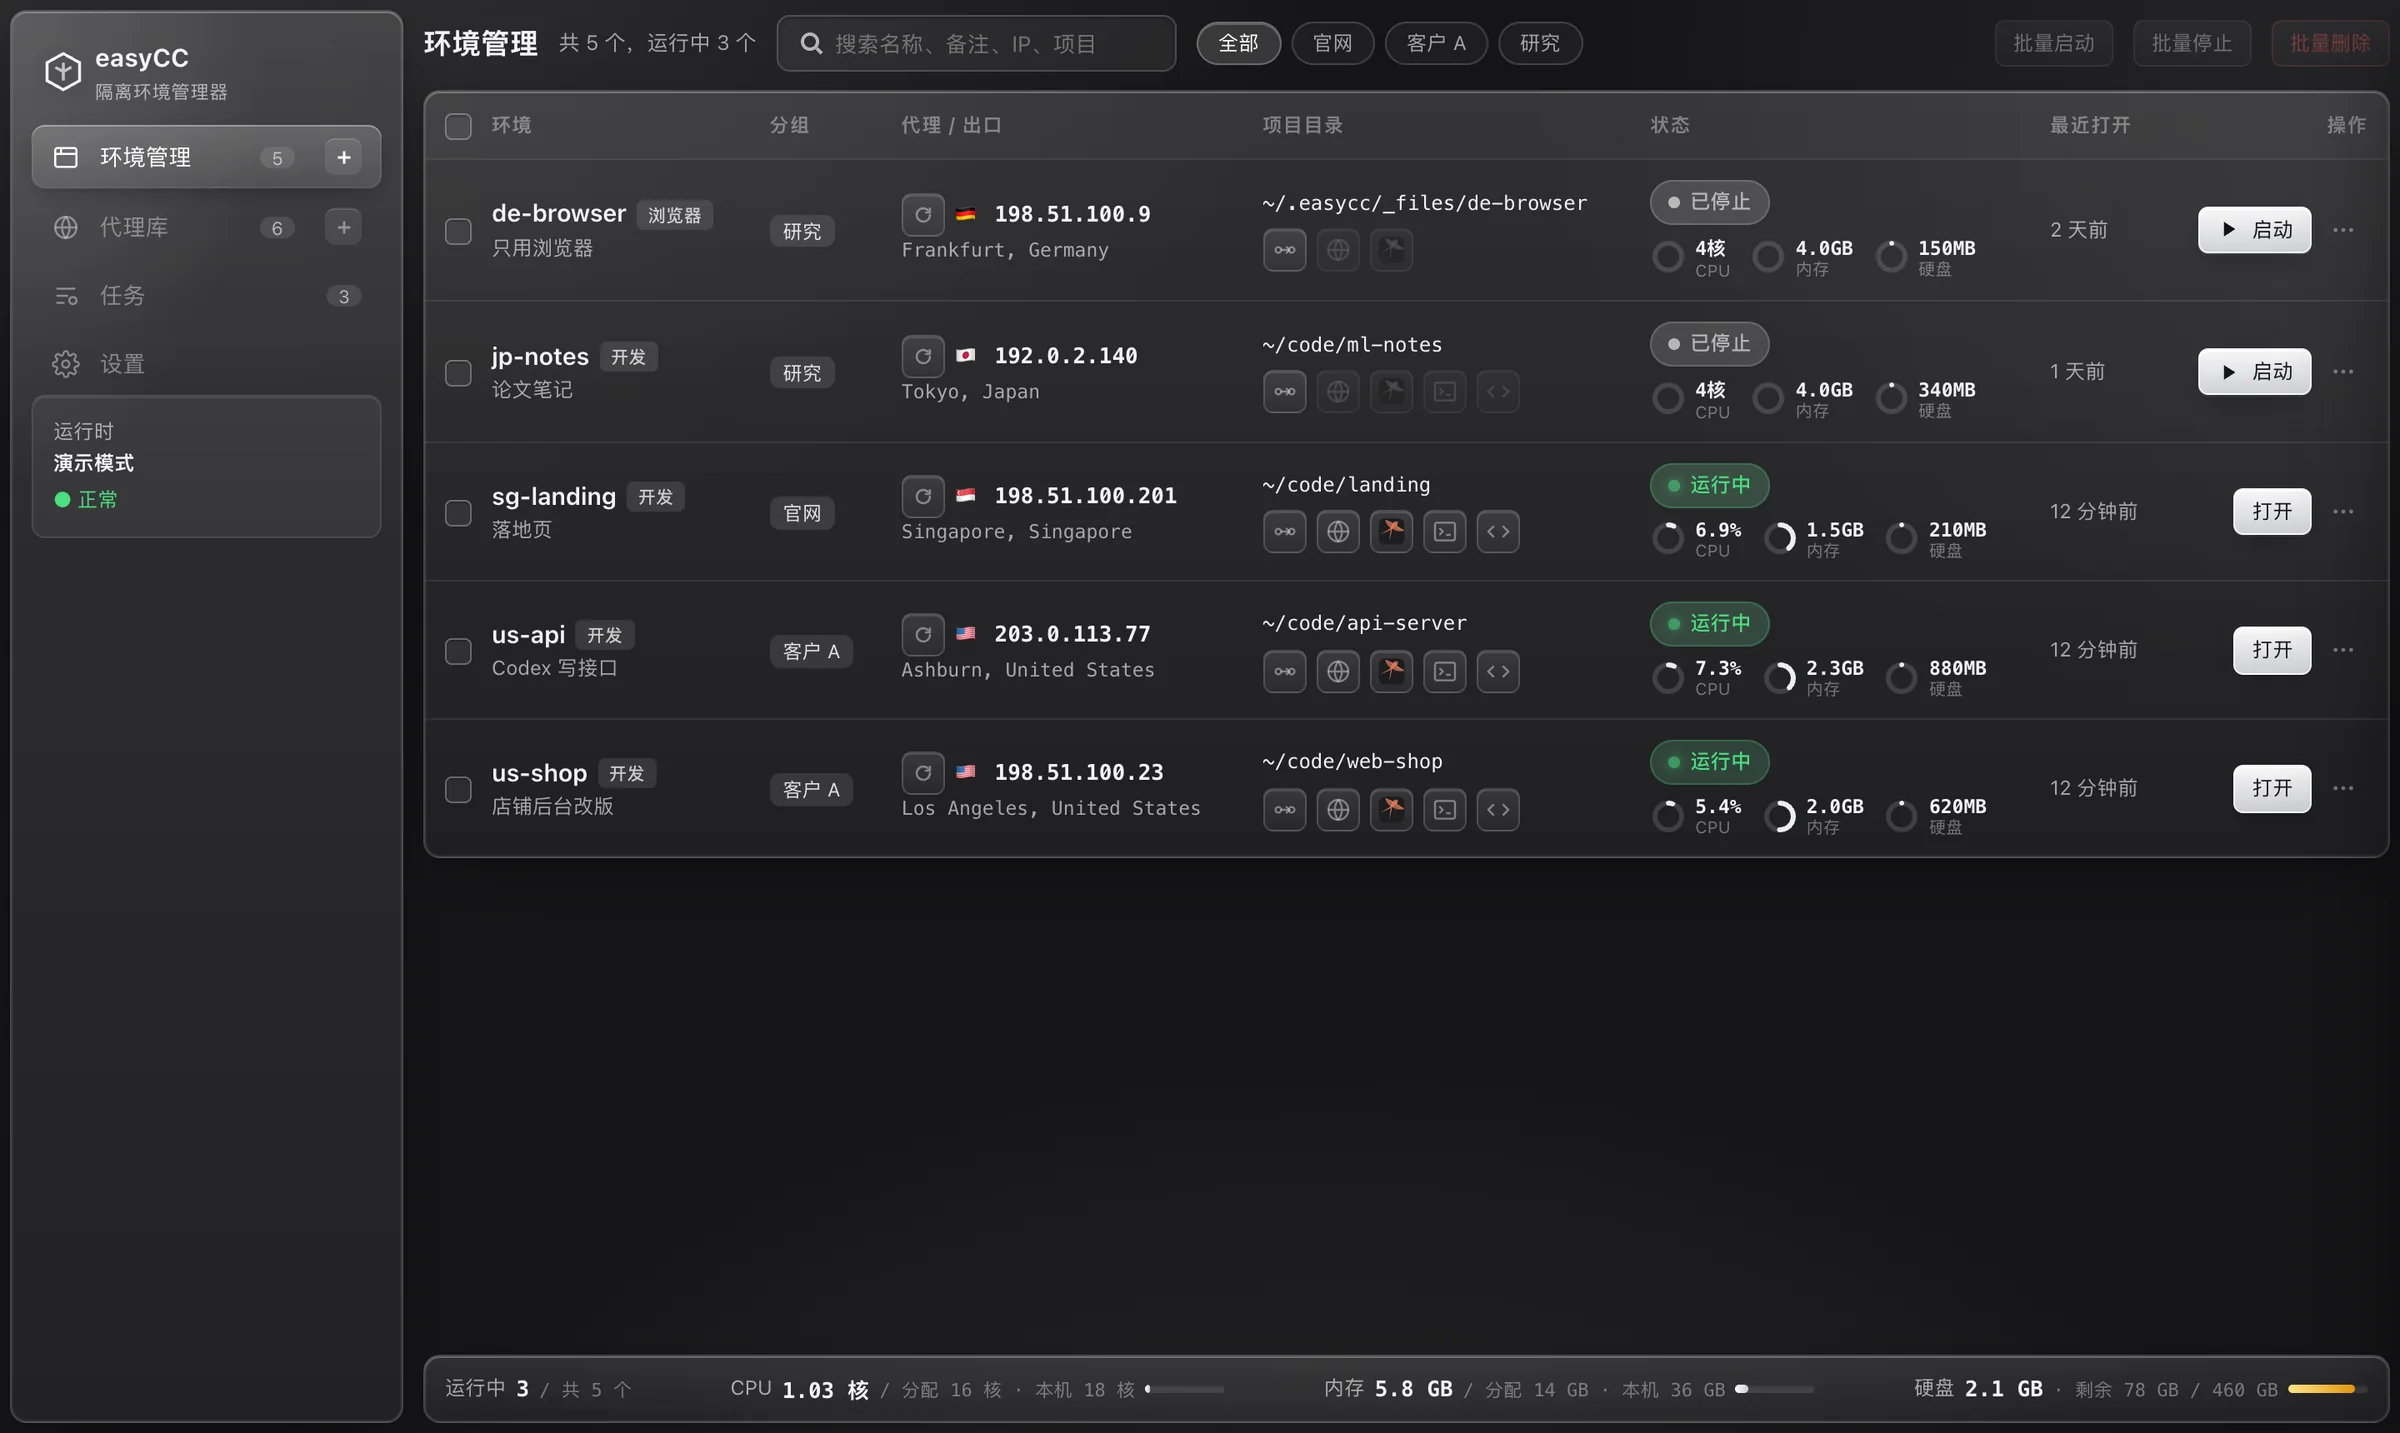 easyCC
隔离环境管理器
环境管理 5 +
代理库 6 +
任务 3
设置
运行时
演示模式
正常
环境管理 共 5 个，运行中 3 个 搜索名称、备注、IP、项目 全部 官网 客户 A 研究 批量启动 批量停止 批量删除
环境 分组 代理 / 出口 项目目录 状态 最近打开 操作
de-browser 浏览器
只用浏览器
研究
198.51.100.9
Frankfurt, Germany
~/.easycc/_files/de-browser
已停止
4核 4.0GB 150MB
CPU 内存 硬盘
2 天前
启动 ···
jp-notes 开发
论文笔记
研究
192.0.2.140
Tokyo, Japan
~/code/ml-notes
已停止
4核 4.0GB 340MB
CPU 内存 硬盘
1 天前
启动 ···
sg-landing 开发
落地页
官网
198.51.100.201
Singapore, Singapore
~/code/landing
运行中
6.9% 1.5GB 210MB
CPU 内存 硬盘
12 分钟前
打开 ···
us-api 开发
Codex 写接口
客户 A
203.0.113.77
Ashburn, United States
~/code/api-server
运行中
7.3% 2.3GB 880MB
CPU 内存 硬盘
12 分钟前
打开 ···
us-shop 开发
店铺后台改版
客户 A
198.51.100.23
Los Angeles, United States
~/code/web-shop
运行中
5.4% 2.0GB 620MB
CPU 内存 硬盘
12 分钟前
打开 ···
运行中 3 / 共 5 个 CPU 1.03 核 / 分配 16 核 · 本机 18 核 内存 5.8 GB / 分配 14 GB · 本机 36 GB 硬盘 2.1 GB · 剩余 78 GB / 460 GB